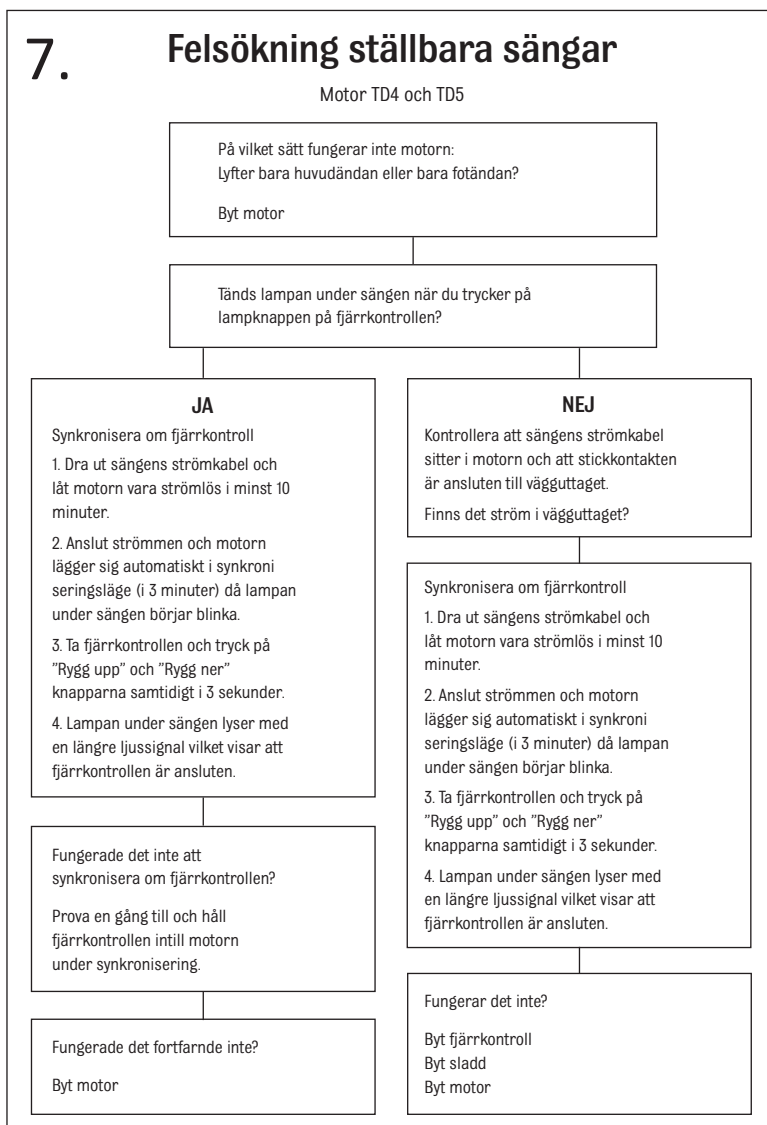 7.
Felsökning ställbara sängar
Motor TD4 och TD5
På vilket sätt fungerar inte motorn:
Lyfter bara huvudändan eller bara fotändan?
Byt motor
Tänds lampan under sängen när du trycker på
lampknappen på fjärrkontrollen?
JA
Synkronisera om fjärrkontroll
1. Dra ut sängens strömkabel och
låt motorn vara strömlös i minst 10
minuter.
2. Anslut strömmen och motorn
lägger sig automatiskt i synkroni
seringsläge (i 3 minuter) då lampan
under sängen börjar blinka.
3. Ta fjärrkontrollen och tryck på
”Rygg upp” och ”Rygg ner”
knapparna samtidigt i 3 sekunder.
4. Lampan under sängen lyser med
en längre ljussignal vilket visar att
fjärrkontrollen är ansluten.
Fungerade det inte att
synkronisera om fjärrkontrollen?
Prova en gång till och håll
fjärrkontrollen intill motorn
under synkronisering.
Fungerade det fortfarnde inte?
Byt motor
NEJ
Kontrollera att sängens strömkabel
sitter i motorn och att stickkontakten
är ansluten till vägguttaget.
Finns det ström i vägguttaget?
Synkronisera om fjärrkontroll
1. Dra ut sängens strömkabel och
låt motorn vara strömlös i minst 10
minuter.
2. Anslut strömmen och motorn
lägger sig automatiskt i synkroni
seringsläge (i 3 minuter) då lampan
under sängen börjar blinka.
3. Ta fjärrkontrollen och tryck på
”Rygg upp” och ”Rygg ner”
knapparna samtidigt i 3 sekunder.
4. Lampan under sängen lyser med
en längre ljussignal vilket visar att
fjärrkontrollen är ansluten.
Fungerar det inte?
Byt fjärrkontroll
Byt sladd
Byt motor